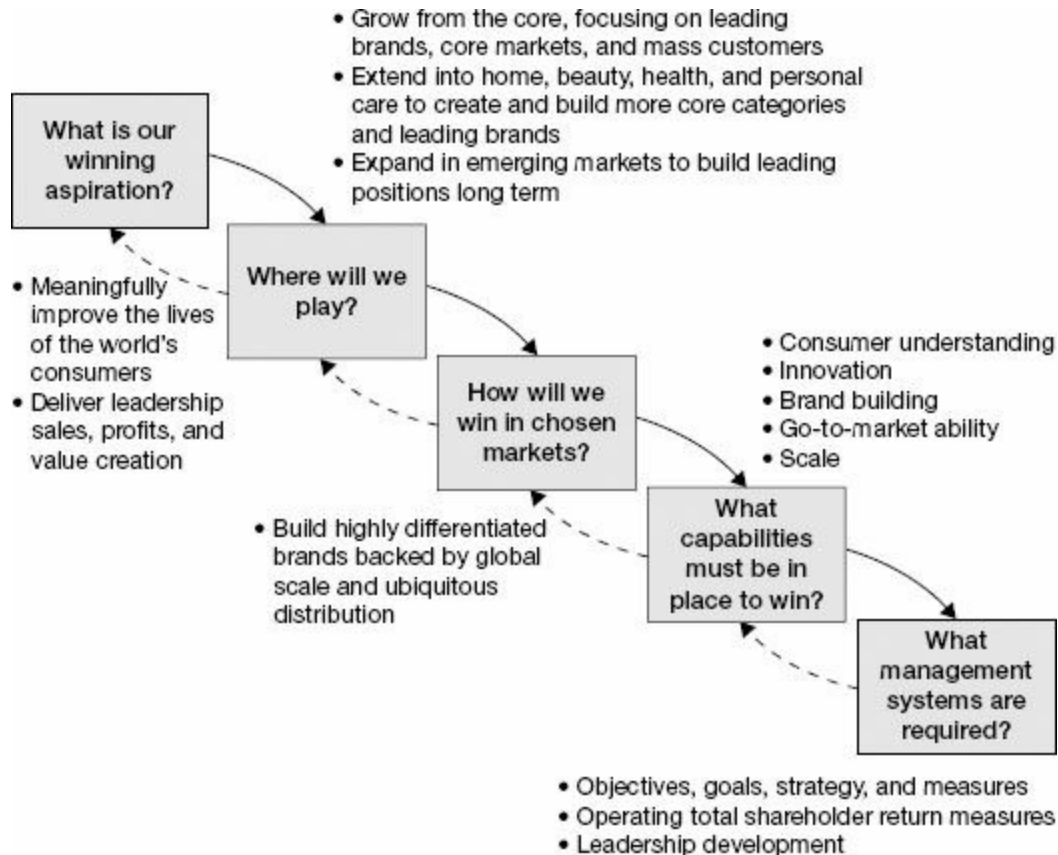 • Grow from the core, focusing on leading
brands, core markets, and mass customers
• Extend into home, beauty, health, and personal
care to create and build more core categories
and leading brands
• Expand in emerging markets to build leading
positions long term
What is our
winning
aspiration?
Where will we
play?
• Meaningfully
improve the lives
of the world's
consumers
• Deliver leadership
sales, profits, and
value creation
How will we
win in chosen
markets?
• Consumer understanding
• Innovation
• Brand building
• Go-to-market ability
• Scale
• Build highly differentiated
brands backed by global
scale and ubiquitous
distribution
What
capabilities
must be in
place to win?
What
management
systems are
required?
• Objectives, goals, strategy, and measures
• Operating total shareholder return measures
• Leadership development